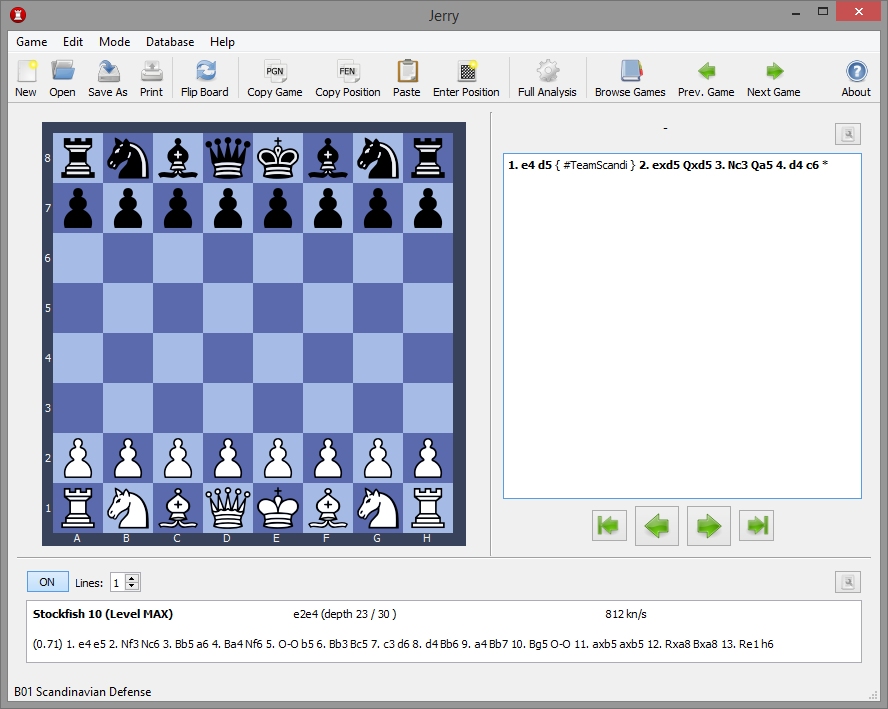 Jerry
Game Edit Mode Database Help
PGN FEN
New Open Save As Print Flip Board Copy Game Copy Position Paste Enter Position Full Analysis Browse Games Prev. Game Next Game About
-
1. e4 d5 { #TeamScandi } 2. exd5 Qxd5 3. Nc3 Qa5 4. d4 c6 *
8
7
6
5
4
3
2
1
A B C D E F G H
ON Lines: 1
Stockfish 10 (Level MAX) e2e4 (depth 23 / 30 ) 812 kn/s
(0.71) 1. e4 e5 2. Nf3 Nc6 3. Bb5 a6 4. Ba4 Nf6 5. O-O b5 6. Bb3 Bc5 7. c3 d6 8. d4 Bb6 9. a4 Bb7 10. Bg5 O-O 11. axb5 axb5 12. Rxa8 Bxa8 13. Re1 h6
B01 Scandinavian Defense